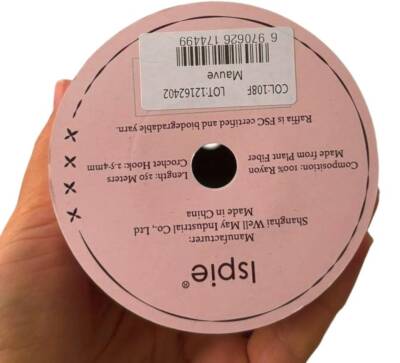 Ispie®
Manufacturer:
Shanghai Well May Industrial Co., Ltd
Made in China
Composition: 100% Rayon
Made from Plant Fiber
Length: 250 Meters
Crochet Hook: 2.5-4mm
Raffia is FSC certified and biodegradable yarn.
COL:108F LOT:12162402
Mauve
6 970626 174499